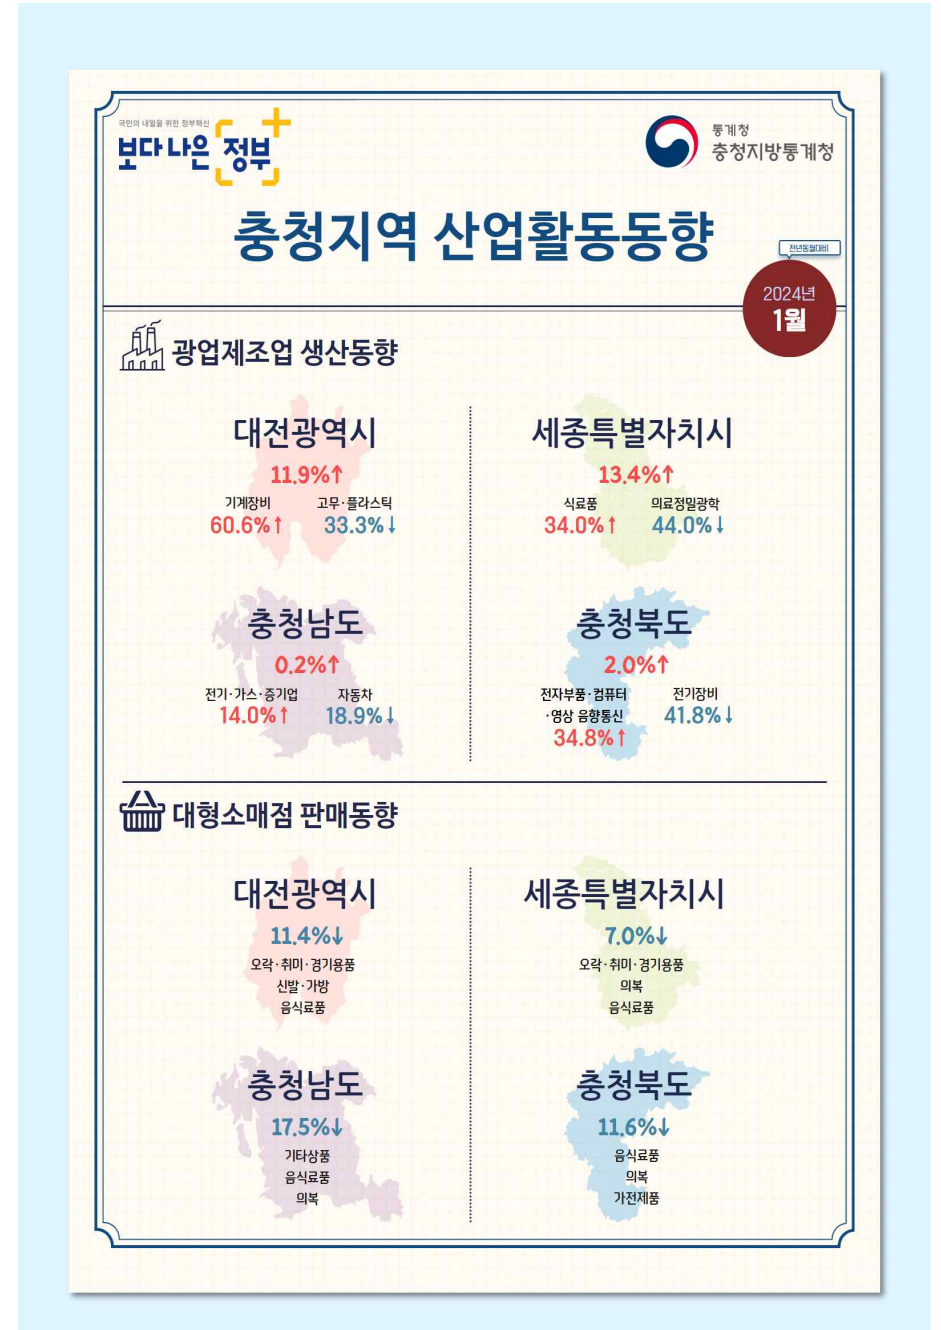 국민의 내일을 위한 정부혁신
보다 나은 정부
통계청
충청지방통계청
충청지역 산업활동동향
전년동월대비
2024년
1월
광업제조업 생산동향
대전광역시
11.9%↑
기계장비 고무·플라스틱
60.6%↑ 33.3%↓
세종특별자치시
13.4%↑
식료품 의료정밀광학
34.0%↑ 44.0%↓
충청남도
0.2%↑
전기·가스·증기업 자동차
14.0%↑ 18.9%↓
충청북도
2.0%↑
전자부품·컴퓨터 전기장비
·영상 음향통신 41.8%↓
34.8%↑
대형소매점 판매동향
대전광역시
11.4%↓
오락·취미·경기용품
신발·가방
음식료품
세종특별자치시
7.0%↓
오락·취미·경기용품
의복
음식료품
충청남도
17.5%↓
기타상품
음식료품
의복
충청북도
11.6%↓
음식료품
의복
가전제품